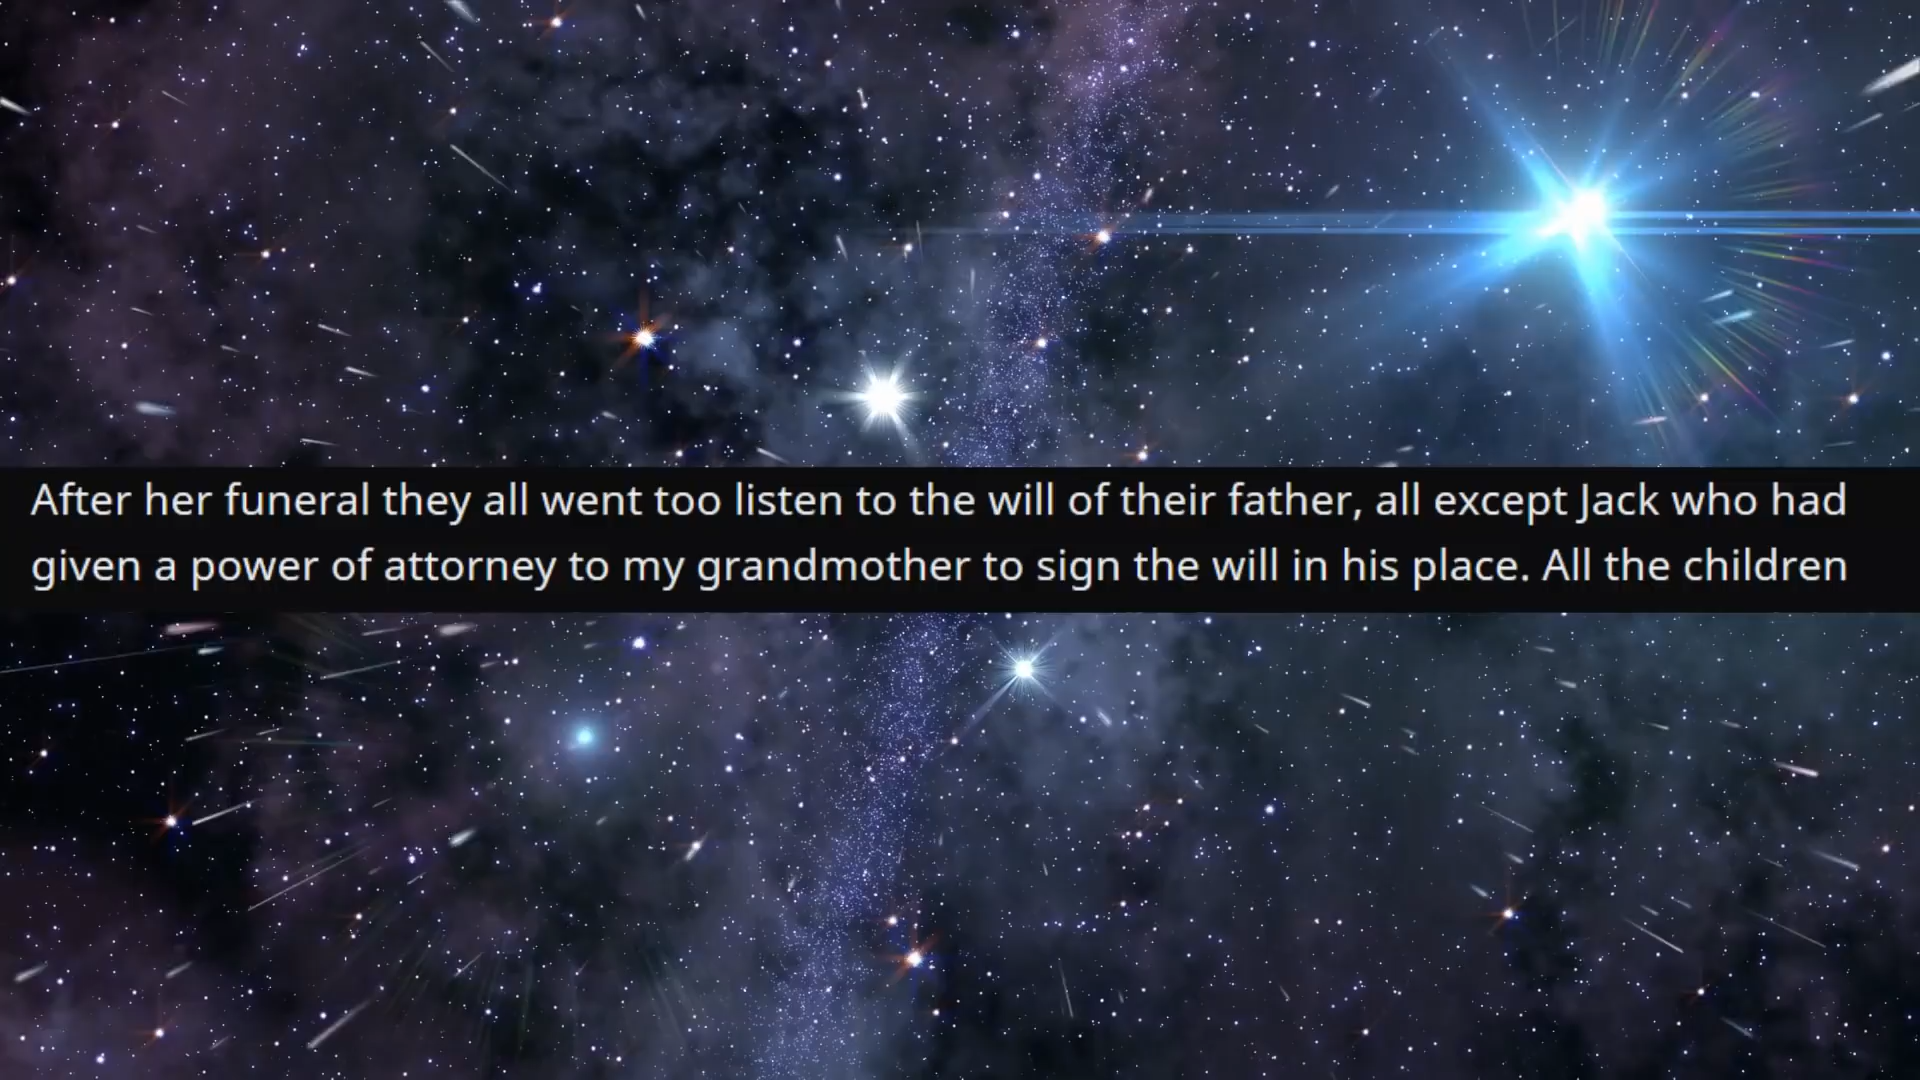 After her funeral they all went too listen to the will of their father, all except Jack who had
given a power of attorney to my grandmother to sign the will in his place. All the children